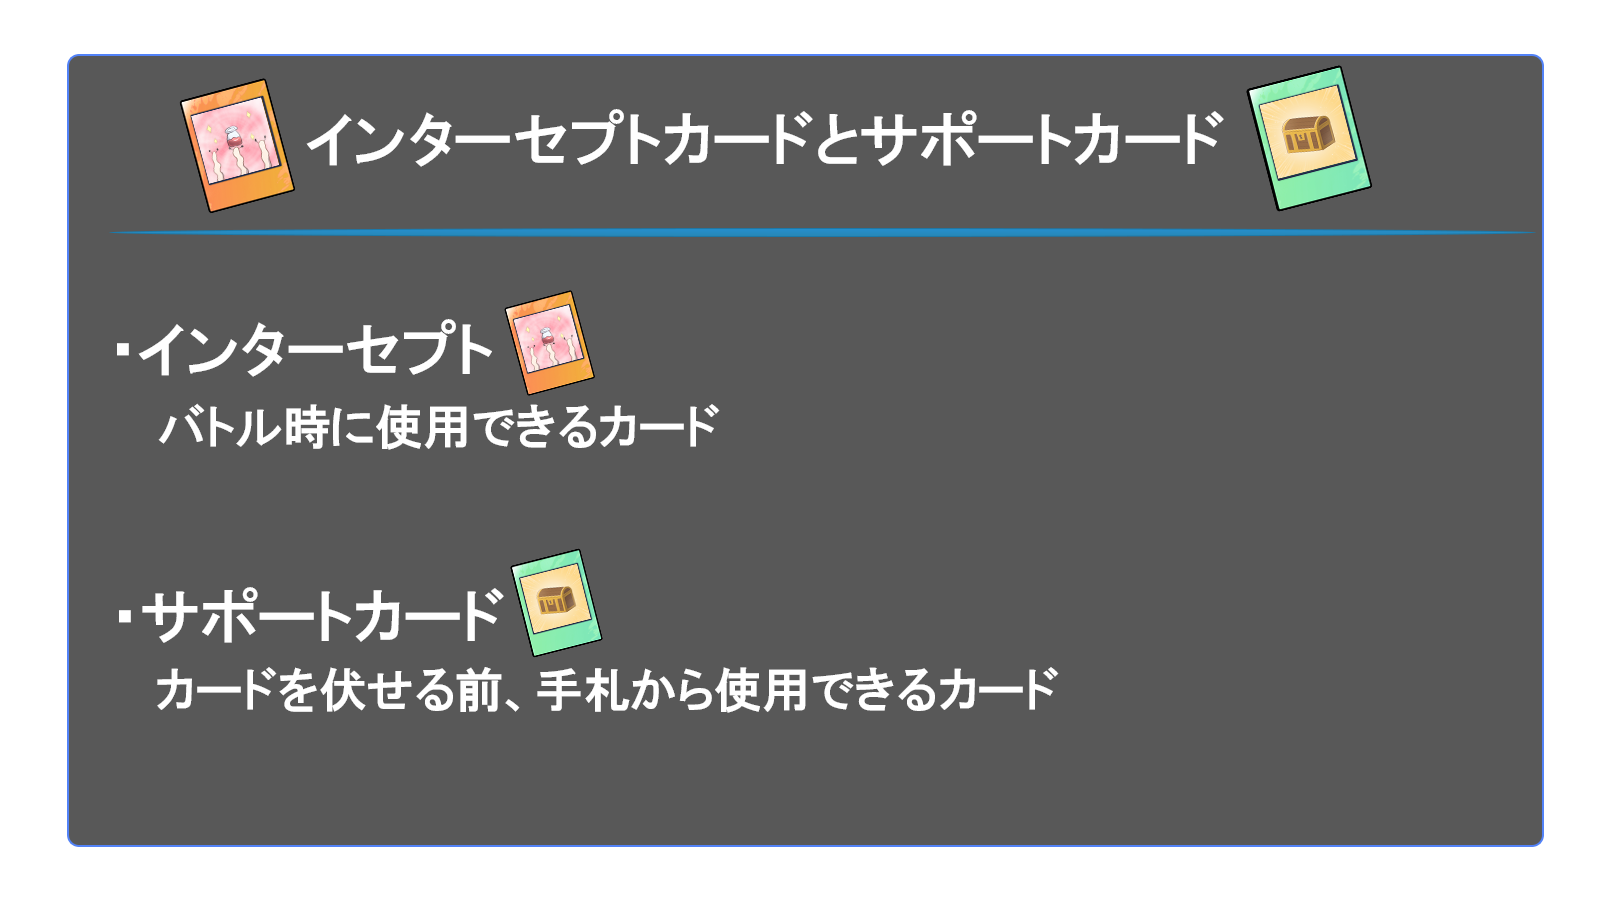 インターセプトカードとサポートカード
・インターセプト
バトル時に使用できるカード
・サポートカード
カードを伏せる前、手札から使用できるカード